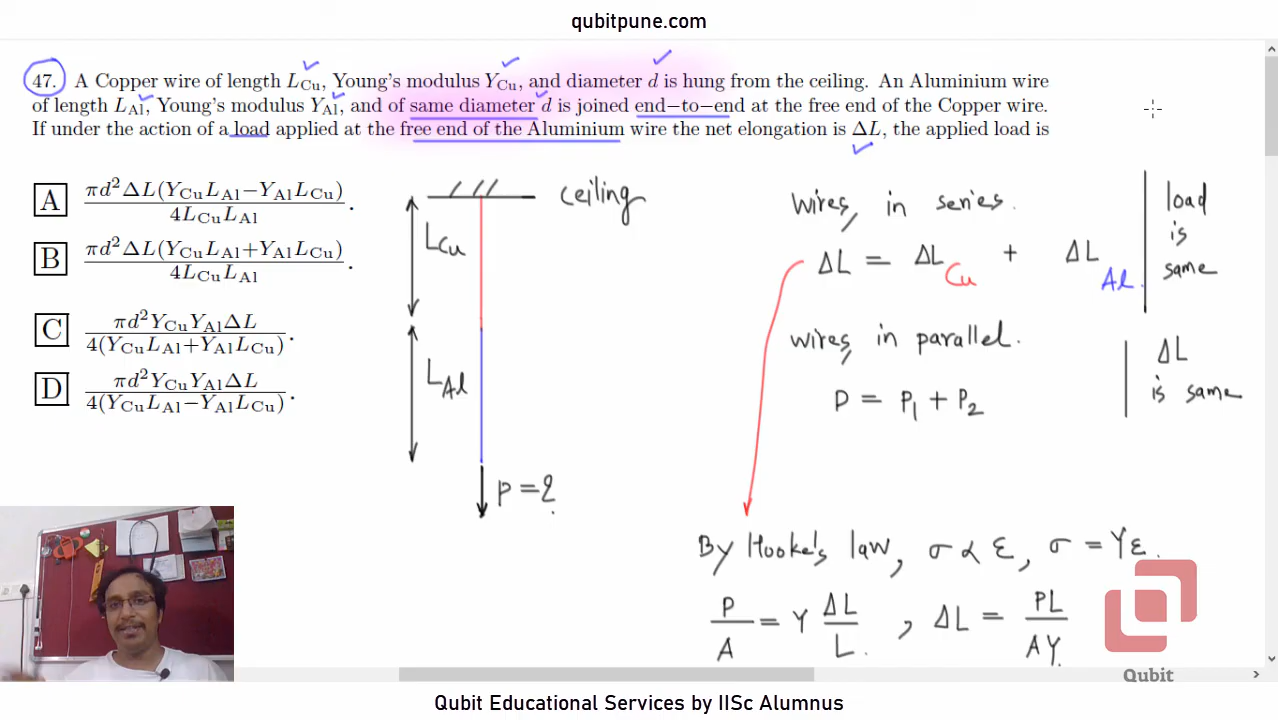 qubitpune.com
47. A Copper wire of length L_Cu, Young's modulus Y_Cu, and diameter d is hung from the ceiling. An Aluminium wire
of length L_Al, Young's modulus Y_Al, and of same diameter d is joined end−to−end at the free end of the Copper wire.
If under the action of a load applied at the free end of the Aluminium wire the net elongation is ΔL, the applied load is
A πd²ΔL(Y_Cu L_Al−Y_Al L_Cu) / 4L_Cu L_Al .
B πd²ΔL(Y_Cu L_Al+Y_Al L_Cu) / 4L_Cu L_Al .
C πd²Y_Cu Y_Al ΔL / 4(Y_Cu L_Al+Y_Al L_Cu) .
D πd²Y_Cu Y_Al ΔL / 4(Y_Cu L_Al−Y_Al L_Cu) .
ceiling
L_Cu
L_Al
P = ?
wires in series.
ΔL = ΔL_Cu + ΔL_Al.
load
is
same
wires in parallel.
P = P₁ + P₂
ΔL
is same
By Hooke's law, σ ∝ ε, σ = Yε.
P/A = Y ΔL/L. , ΔL = PL/AY.
Qubit
Qubit Educational Services by IISc Alumnus